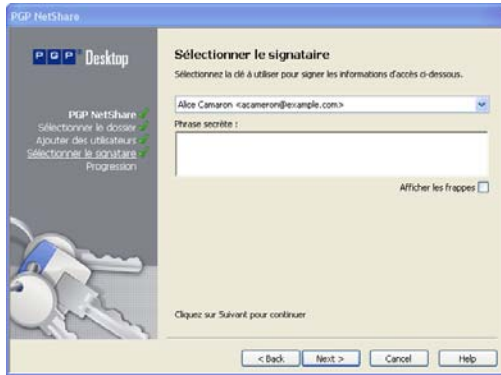 PGP NetShare
PGP Desktop
PGP NetShare
Sélectionner le dossier
Ajouter des utilisateurs
Sélectionner le signataire
Progression
Sélectionner le signataire
Sélectionnez la clé à utiliser pour signer les informations d'accès ci-dessous.
Alice Camaron <acameron@example.com>
Phrase secrète :
Afficher les frappes
Cliquez sur Suivant pour continuer
< Back
Next >
Cancel
Help